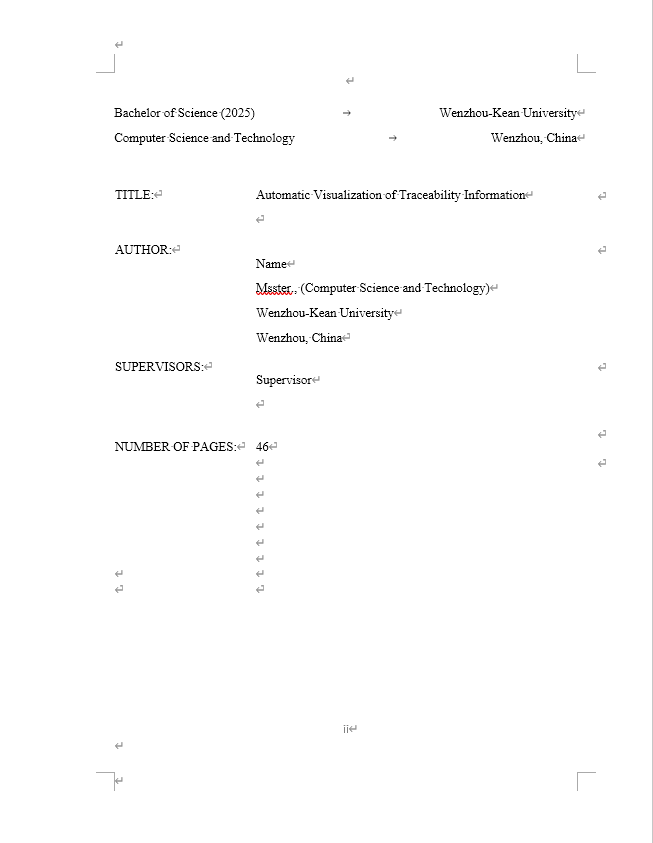 Bachelor of Science (2025) Wenzhou-Kean University
Computer Science and Technology Wenzhou, China
TITLE: Automatic Visualization of Traceability Information
AUTHOR:
Name
Msster., (Computer Science and Technology)
Wenzhou-Kean University
Wenzhou, China
SUPERVISORS:
Supervisor
NUMBER OF PAGES: 46
ii